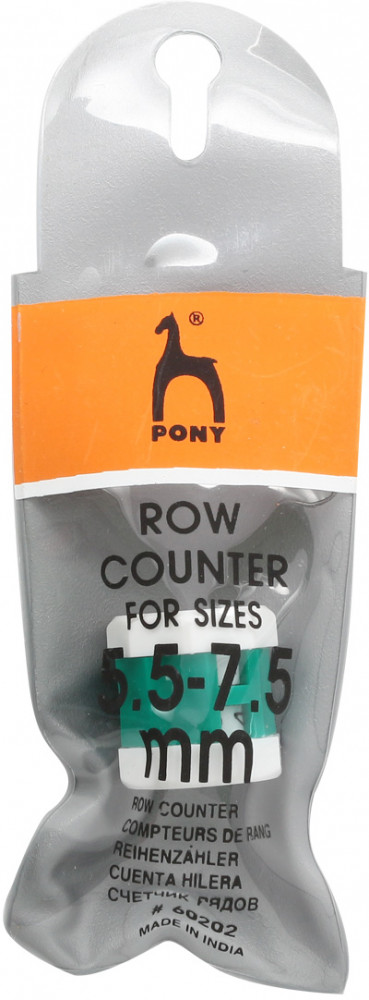 ®
PONY
ROW
COUNTER
FOR SIZES
5.5-7.5
mm
ROW COUNTER
COMPTEURS DE RANG
REIHENZÄHLER
CUENTA HILERA
СЧЕТЧИК РЯДОВ
# 60202
MADE IN INDIA